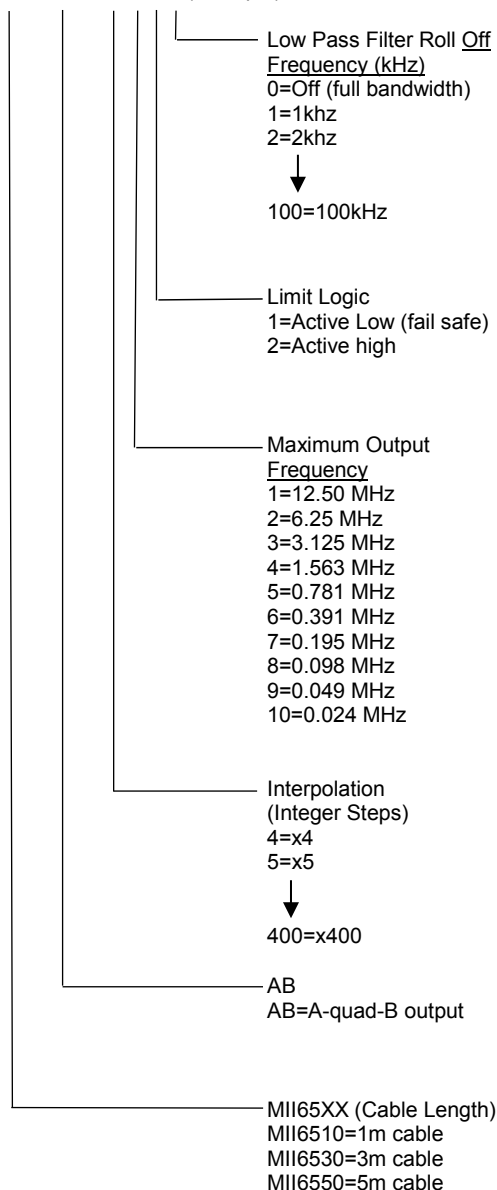 Low Pass Filter Roll Off
Frequency (kHz)
0=Off (full bandwidth)
1=1khz
2=2khz
100=100kHz
Limit Logic
1=Active Low (fail safe)
2=Active high
Maximum Output
Frequency
1=12.50 MHz
2=6.25 MHz
3=3.125 MHz
4=1.563 MHz
5=0.781 MHz
6=0.391 MHz
7=0.195 MHz
8=0.098 MHz
9=0.049 MHz
10=0.024 MHz
Interpolation
(Integer Steps)
4=x4
5=x5
400=x400
AB
AB=A-quad-B output
MII65XX (Cable Length)
MII6510=1m cable
MII6530=3m cable
MII6550=5m cable